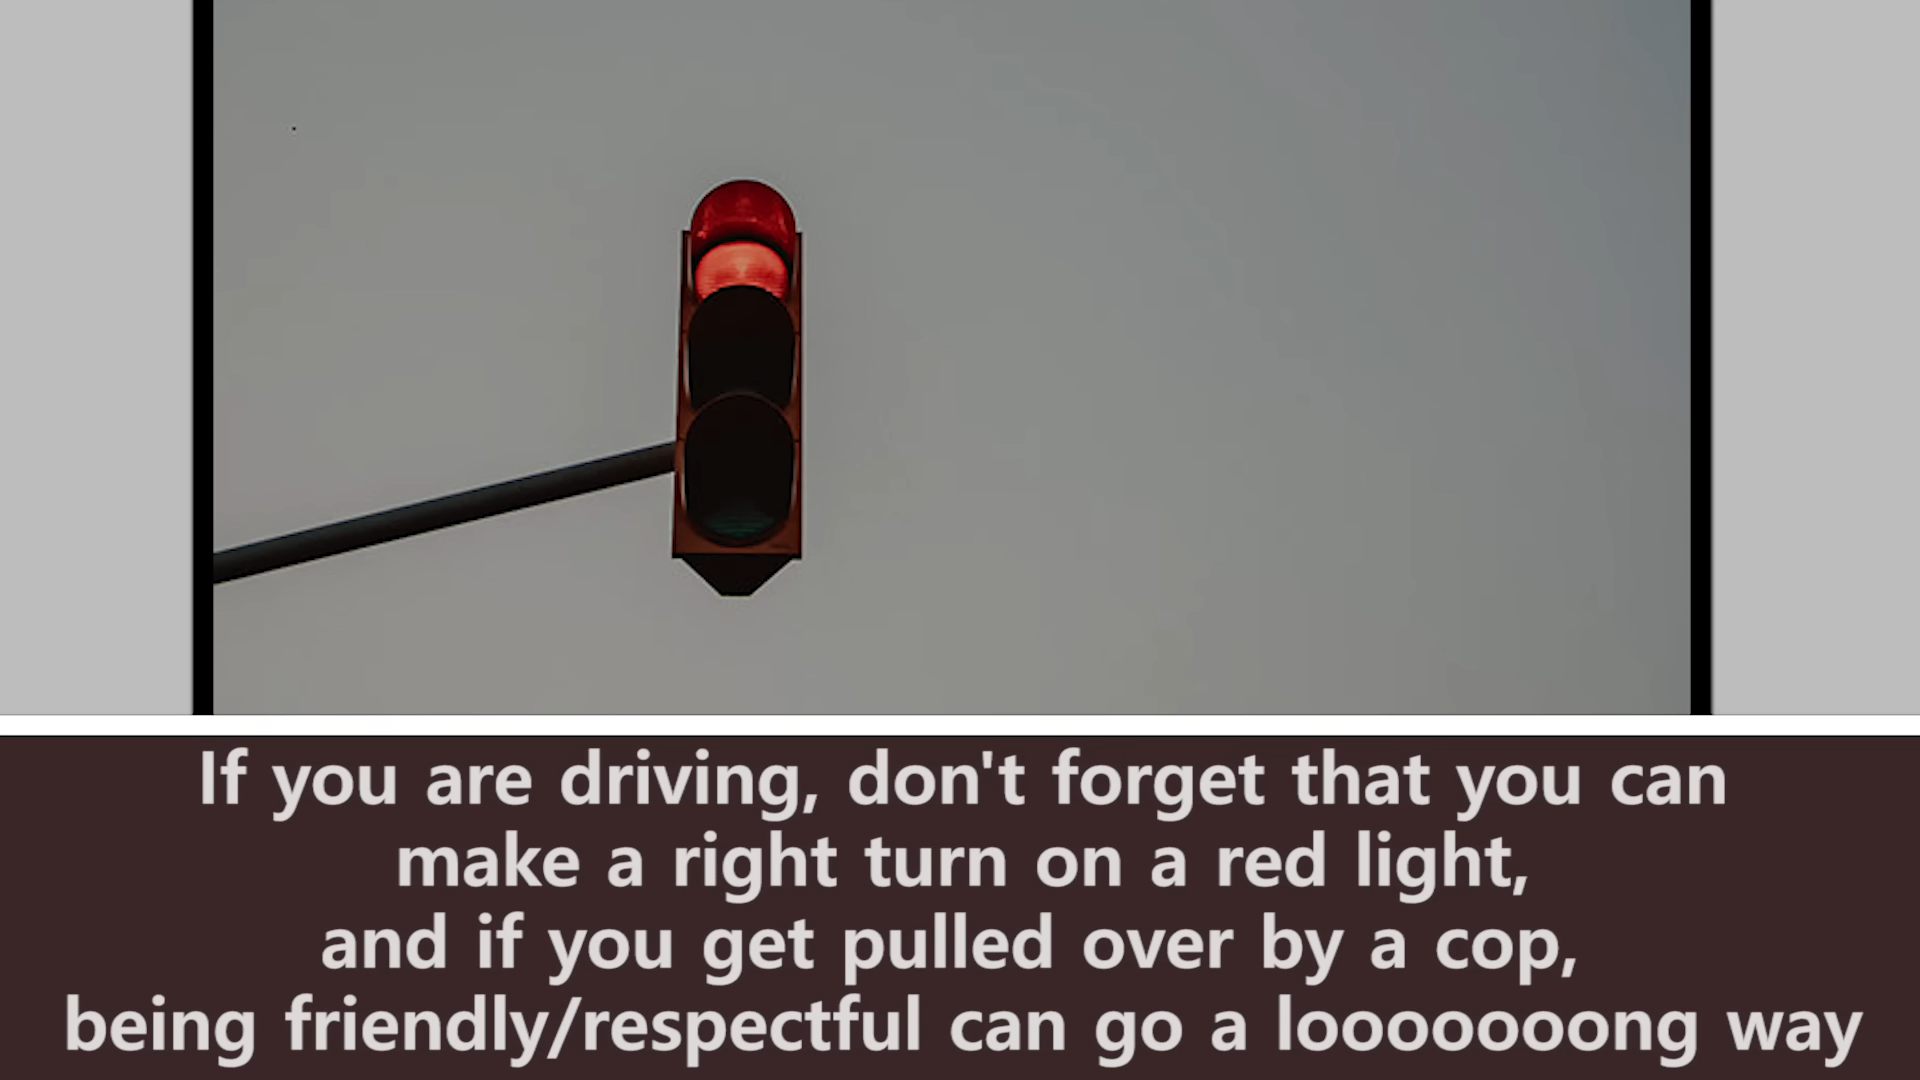 If you are driving, don't forget that you can
make a right turn on a red light,
and if you get pulled over by a cop,
being friendly/respectful can go a looooooong way